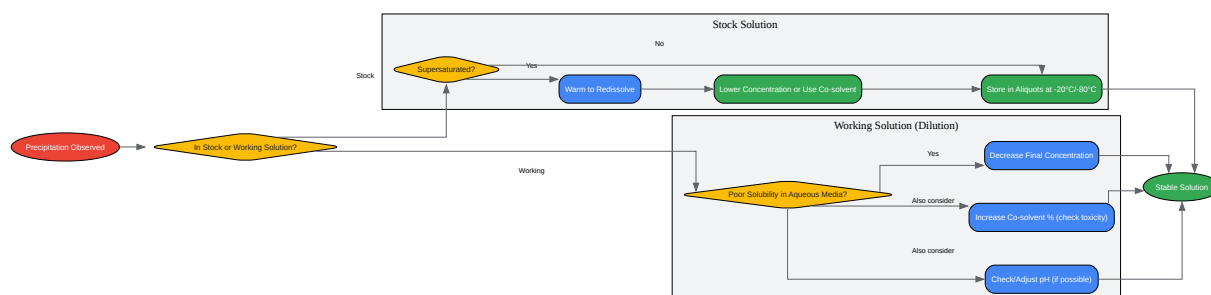 Stock Solution
No
Stock
Supersaturated?
Yes
Warm to Redissolve
Lower Concentration or Use Co-solvent
Store in Aliquots at -20°C/-80°C
Working Solution (Dilution)
Precipitation Observed
In Stock or Working Solution?
Working
Yes
Decrease Final Concentration
Poor Solubility in Aqueous Media?
Stable Solution
Also consider
Increase Co-solvent % (check toxicity)
Also consider
Check/Adjust pH (if possible)